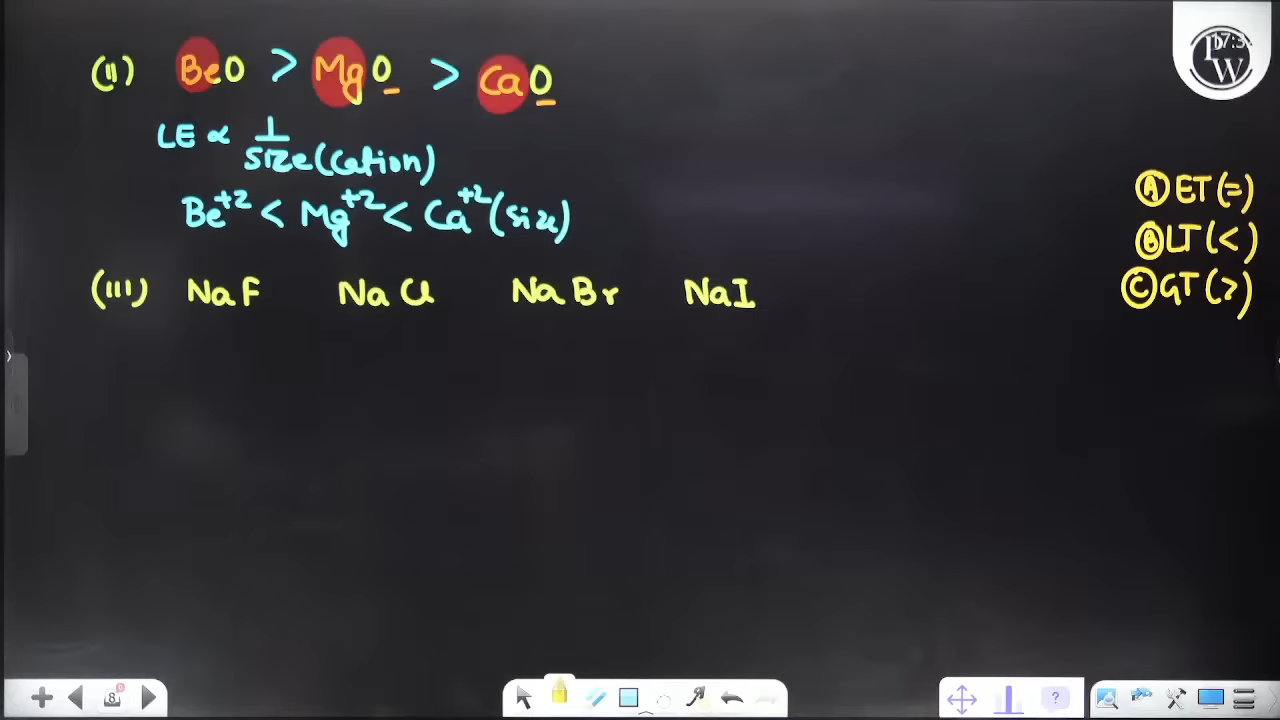 (ii) BeO > MgO > CaO
LE ∝ 1/size(cation)
Be⁺² < Mg⁺² < Ca⁺² (size)
(iii) NaF NaCl NaBr NaI
Ⓐ ET (=)
Ⓑ LT (<)
Ⓒ GT (>)
PW
8